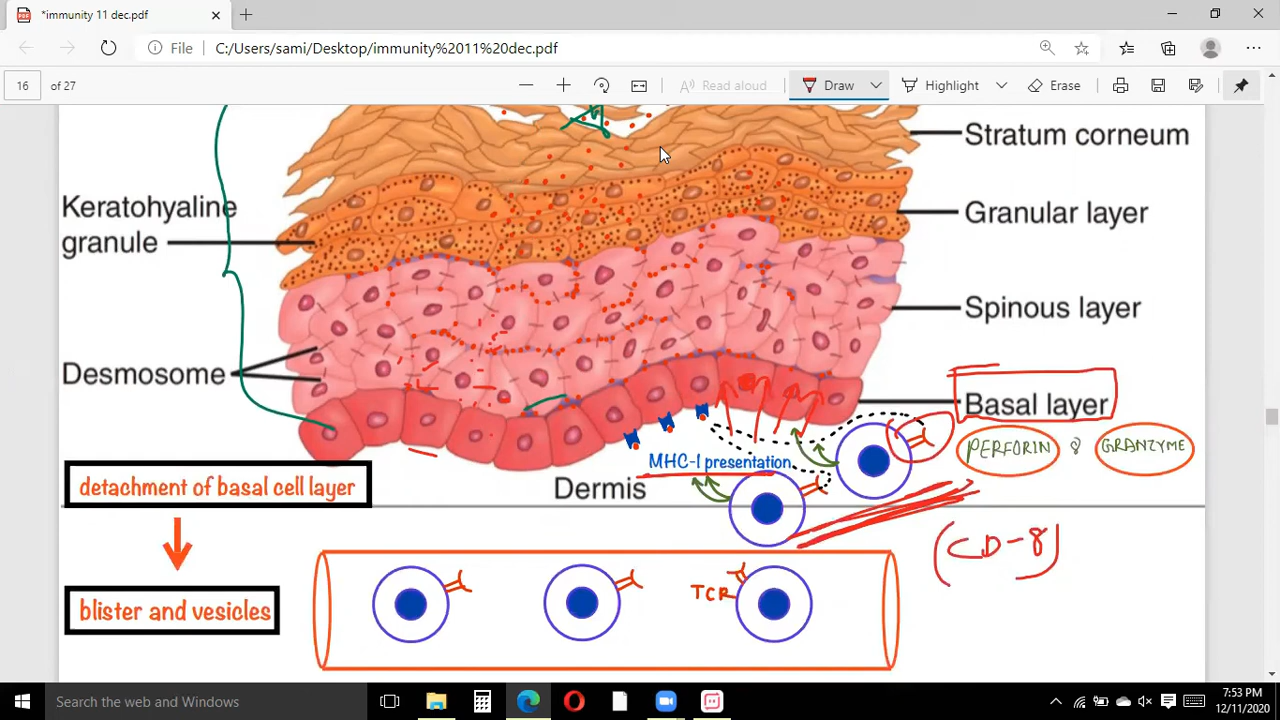 *immunity 11 dec.pdf
File C:/Users/sami/Desktop/immunity%2011%20dec.pdf
16 of 27
Read aloud Draw Highlight Erase
Stratum corneum
Keratohyaline
granule
Granular layer
Spinous layer
Desmosome
Basal layer
PERFORIN & GRANZYME
MHC-I presentation
detachment of basal cell layer
Dermis
(CD-8)
blister and vesicles
TCR
Search the web and Windows
7:53 PM
12/11/2020